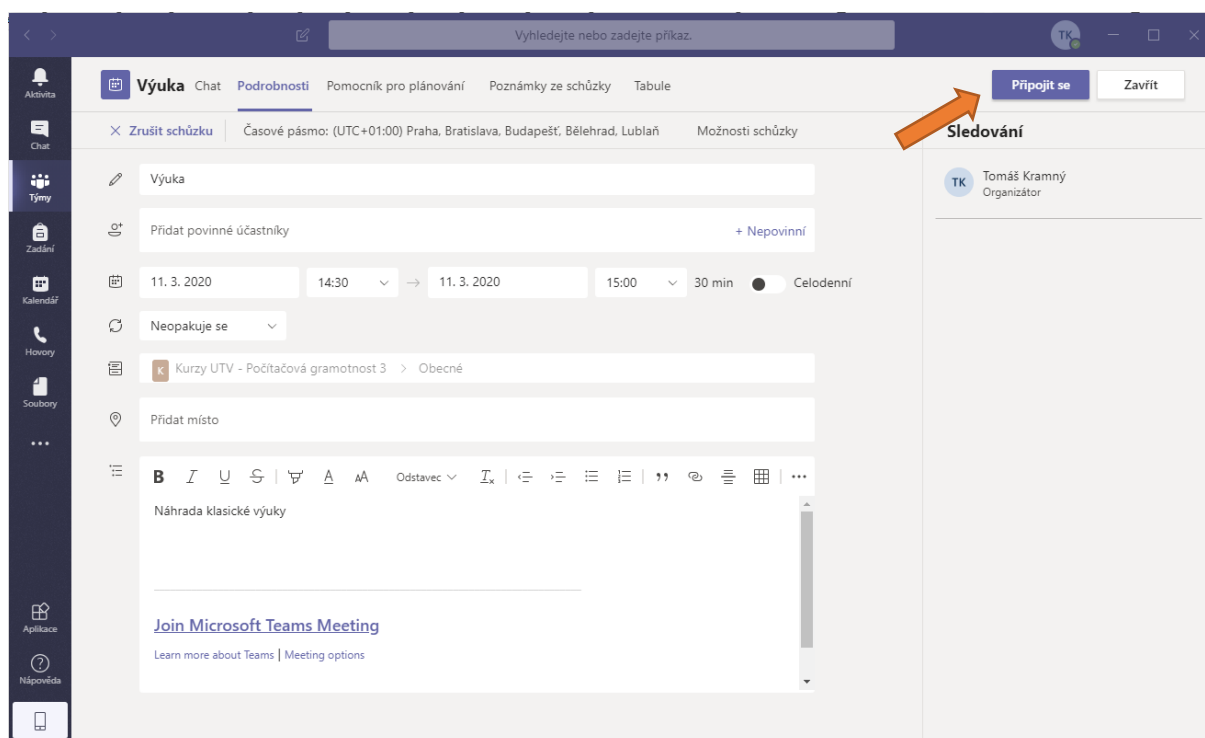 Vyhledejte nebo zadejte příkaz.
TK
Aktivita
Chat
Týmy
Zadání
Kalendář
Hovory
Soubory
Aplikace
Nápověda
Výuka Chat Podrobnosti Pomocník pro plánování Poznámky ze schůzky Tabule
Připojit se Zavřít
Zrušit schůzku Časové pásmo: (UTC+01:00) Praha, Bratislava, Budapešť, Bělehrad, Lublaň Možnosti schůzky
Výuka
Přidat povinné účastníky + Nepovinní
11. 3. 2020 14:30 → 11. 3. 2020 15:00 30 min Celodenní
Neopakuje se
K Kurzy UTV - Počítačová gramotnost 3 > Obecné
Přidat místo
B I U S A AA Odstavec Tx
Náhrada klasické výuky
Join Microsoft Teams Meeting
Learn more about Teams | Meeting options
Sledování
TK Tomáš Kramný
Organizátor